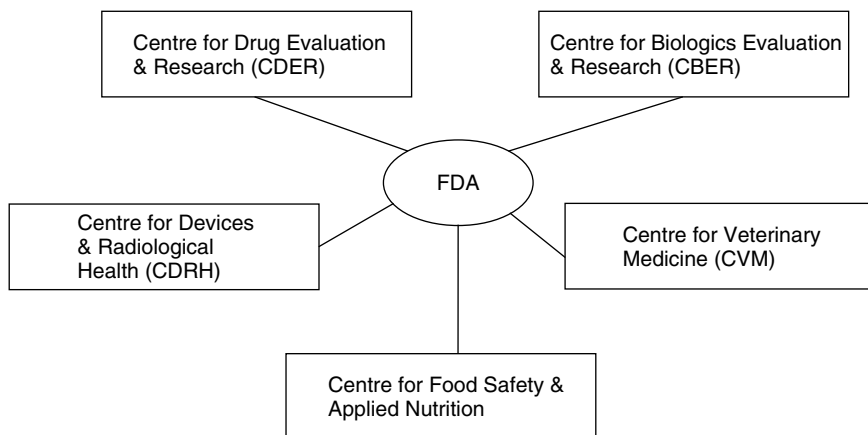 Centre for Drug Evaluation
& Research (CDER)
Centre for Biologics Evaluation
& Research (CBER)
FDA
Centre for Devices
& Radiological
Health (CDRH)
Centre for Veterinary
Medicine (CVM)
Centre for Food Safety &
Applied Nutrition